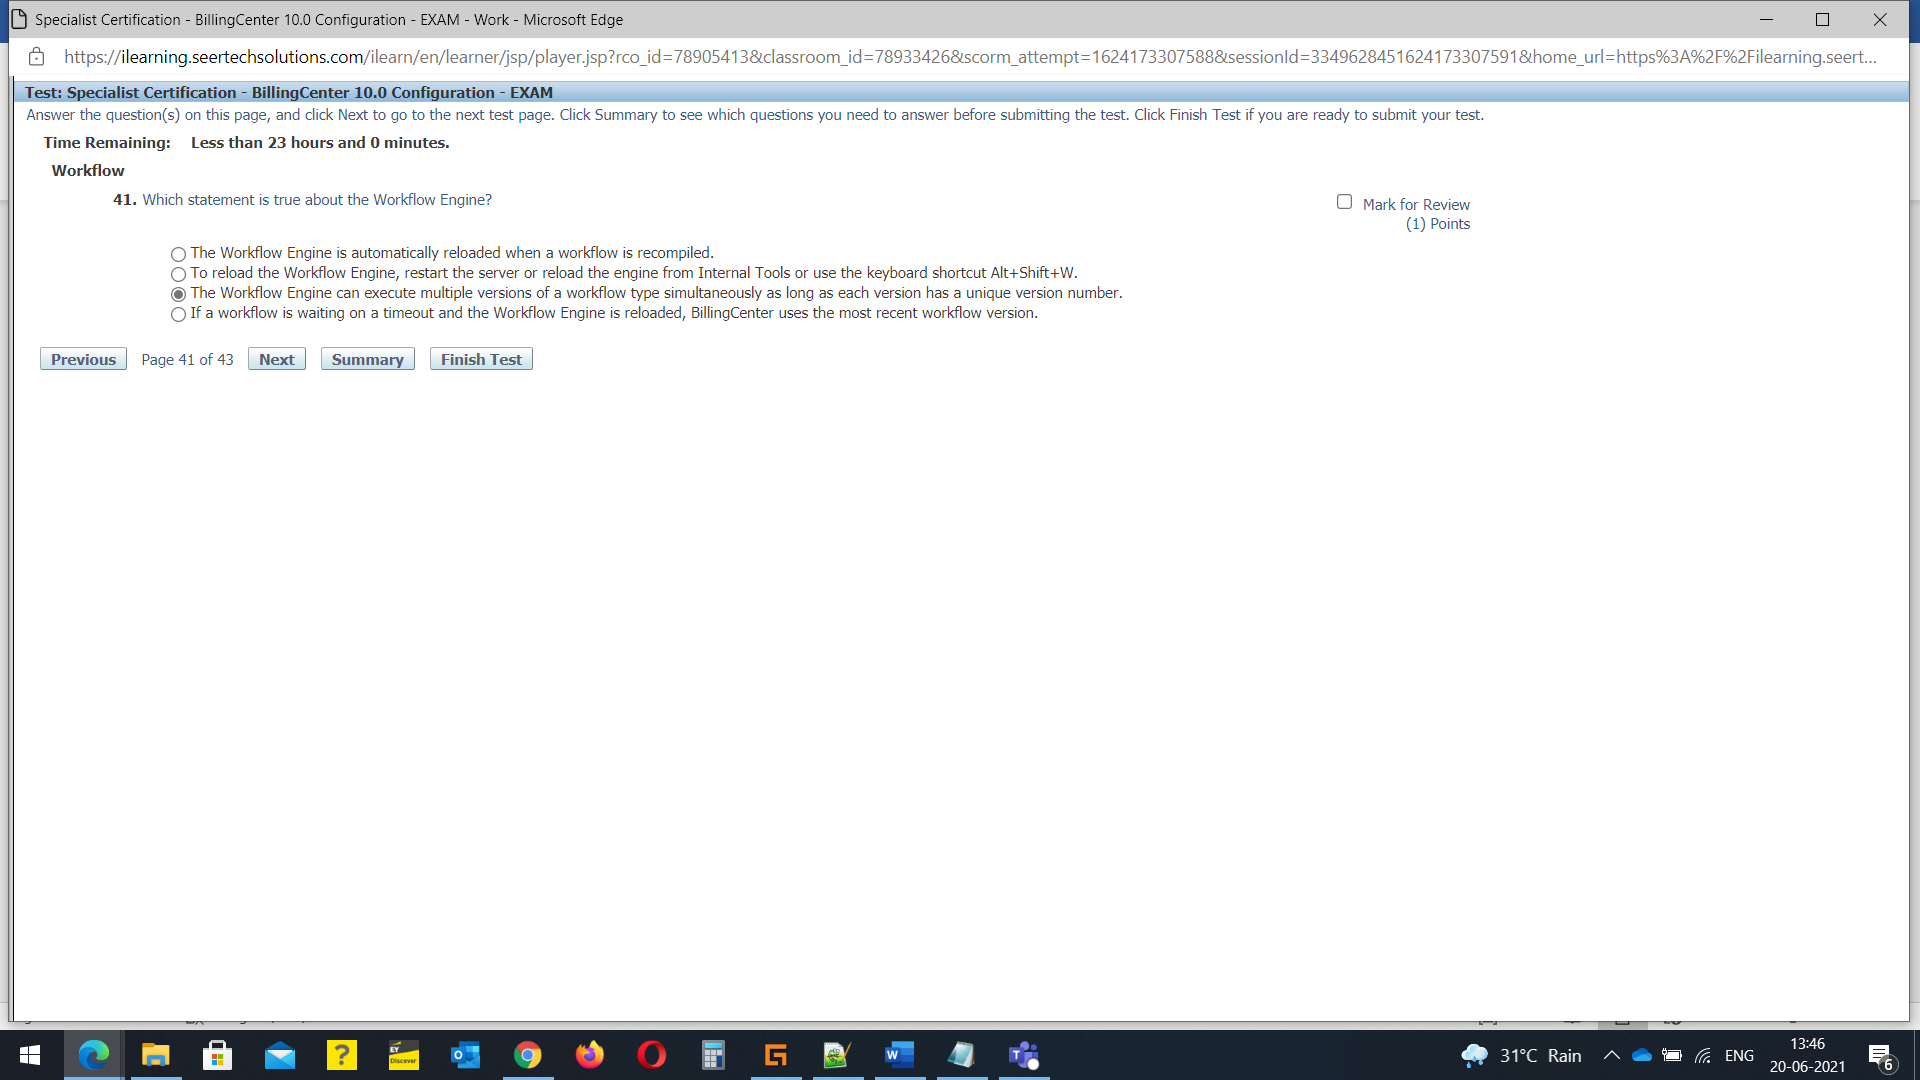 Specialist Certification - BillingCenter 10.0 Configuration - EXAM - Work - Microsoft Edge
https://ilearning.seertechsolutions.com/ilearn/en/learner/jsp/player.jsp?rco_id=78905413&classroom_id=78933426&scorm_attempt=1624173307588&sessionId=3349628451624173307591&home_url=https%3A%2F%2Filearning.seert...
Test: Specialist Certification - BillingCenter 10.0 Configuration - EXAM
Answer the question(s) on this page, and click Next to go to the next test page. Click Summary to see which questions you need to answer before submitting the test. Click Finish Test if you are ready to submit your test.
Time Remaining: Less than 23 hours and 0 minutes.
Workflow
41. Which statement is true about the Workflow Engine?
Mark for Review
(1) Points
The Workflow Engine is automatically reloaded when a workflow is recompiled.
To reload the Workflow Engine, restart the server or reload the engine from Internal Tools or use the keyboard shortcut Alt+Shift+W.
The Workflow Engine can execute multiple versions of a workflow type simultaneously as long as each version has a unique version number.
If a workflow is waiting on a timeout and the Workflow Engine is reloaded, BillingCenter uses the most recent workflow version.
Previous Page 41 of 43 Next Summary Finish Test
EY
Discover
31°C Rain
ENG
13:46
20-06-2021
6